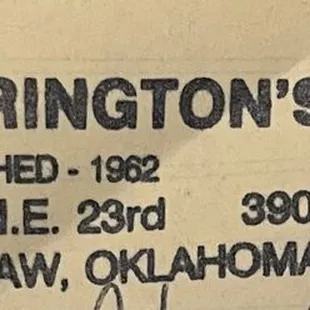 RINGTON'S
HED - 1962
I.E. 23rd 390
AW, OKLAHOMA